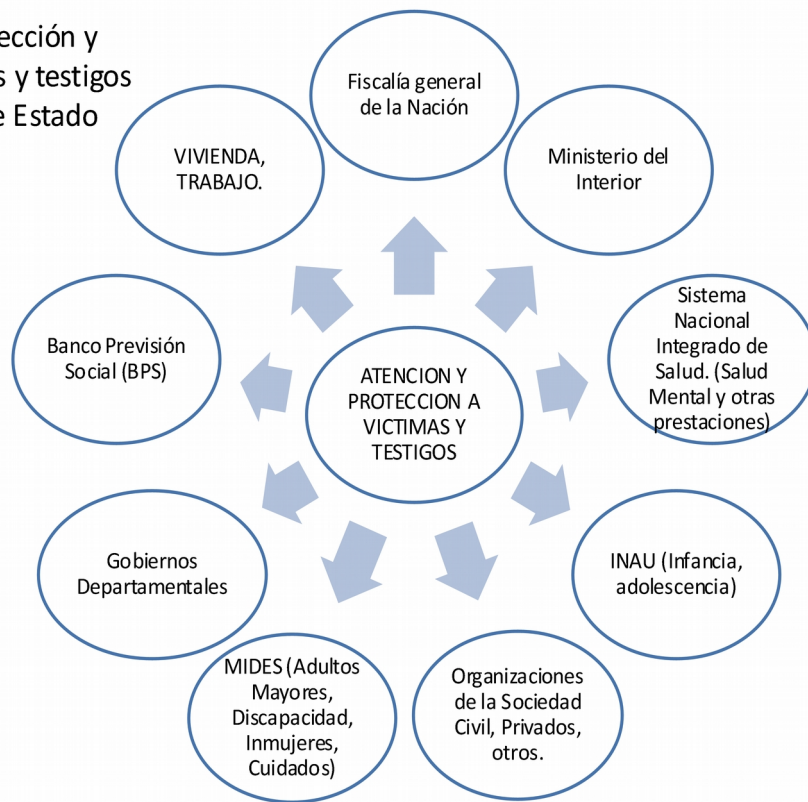 ección y
s y testigos
e Estado
Fiscalía general
de la Nación
VIVIENDA,
TRABAJO.
Ministerio del
Interior
Sistema
Nacional
Integrado de
Salud. (Salud
Mental y otras
prestaciones)
Banco Previsión
Social (BPS)
ATENCION Y
PROTECCION A
VICTIMAS Y
TESTIGOS
Gobiernos
Departamentales
INAU (Infancia,
adolescencia)
MIDES (Adultos
Mayores,
Discapacidad,
Inmujeres,
Cuidados)
Organizaciones
de la Sociedad
Civil, Privados,
otros.